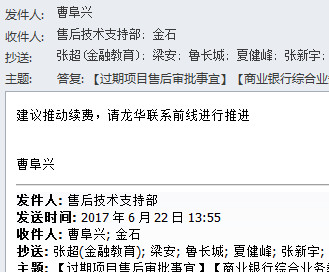 发件人: 曹阜兴
收件人: 售后技术支持部; 金石
抄送: 张超(金融教育); 梁安; 鲁长城; 夏健峰; 张新宇;
主题: 答复: 【过期项目售后审批事宜】【商业银行综合业务
建议推动续费，请龙华联系前线进行推进
曹阜兴
发件人: 售后技术支持部
发送时间: 2017 年 6 月 22 日 13:55
收件人: 曹阜兴; 金石
抄送: 张超(金融教育); 梁安; 鲁长城; 夏健峰; 张新宇;
主题: 【过期项目售后审批事宜】【商业银行综合业务